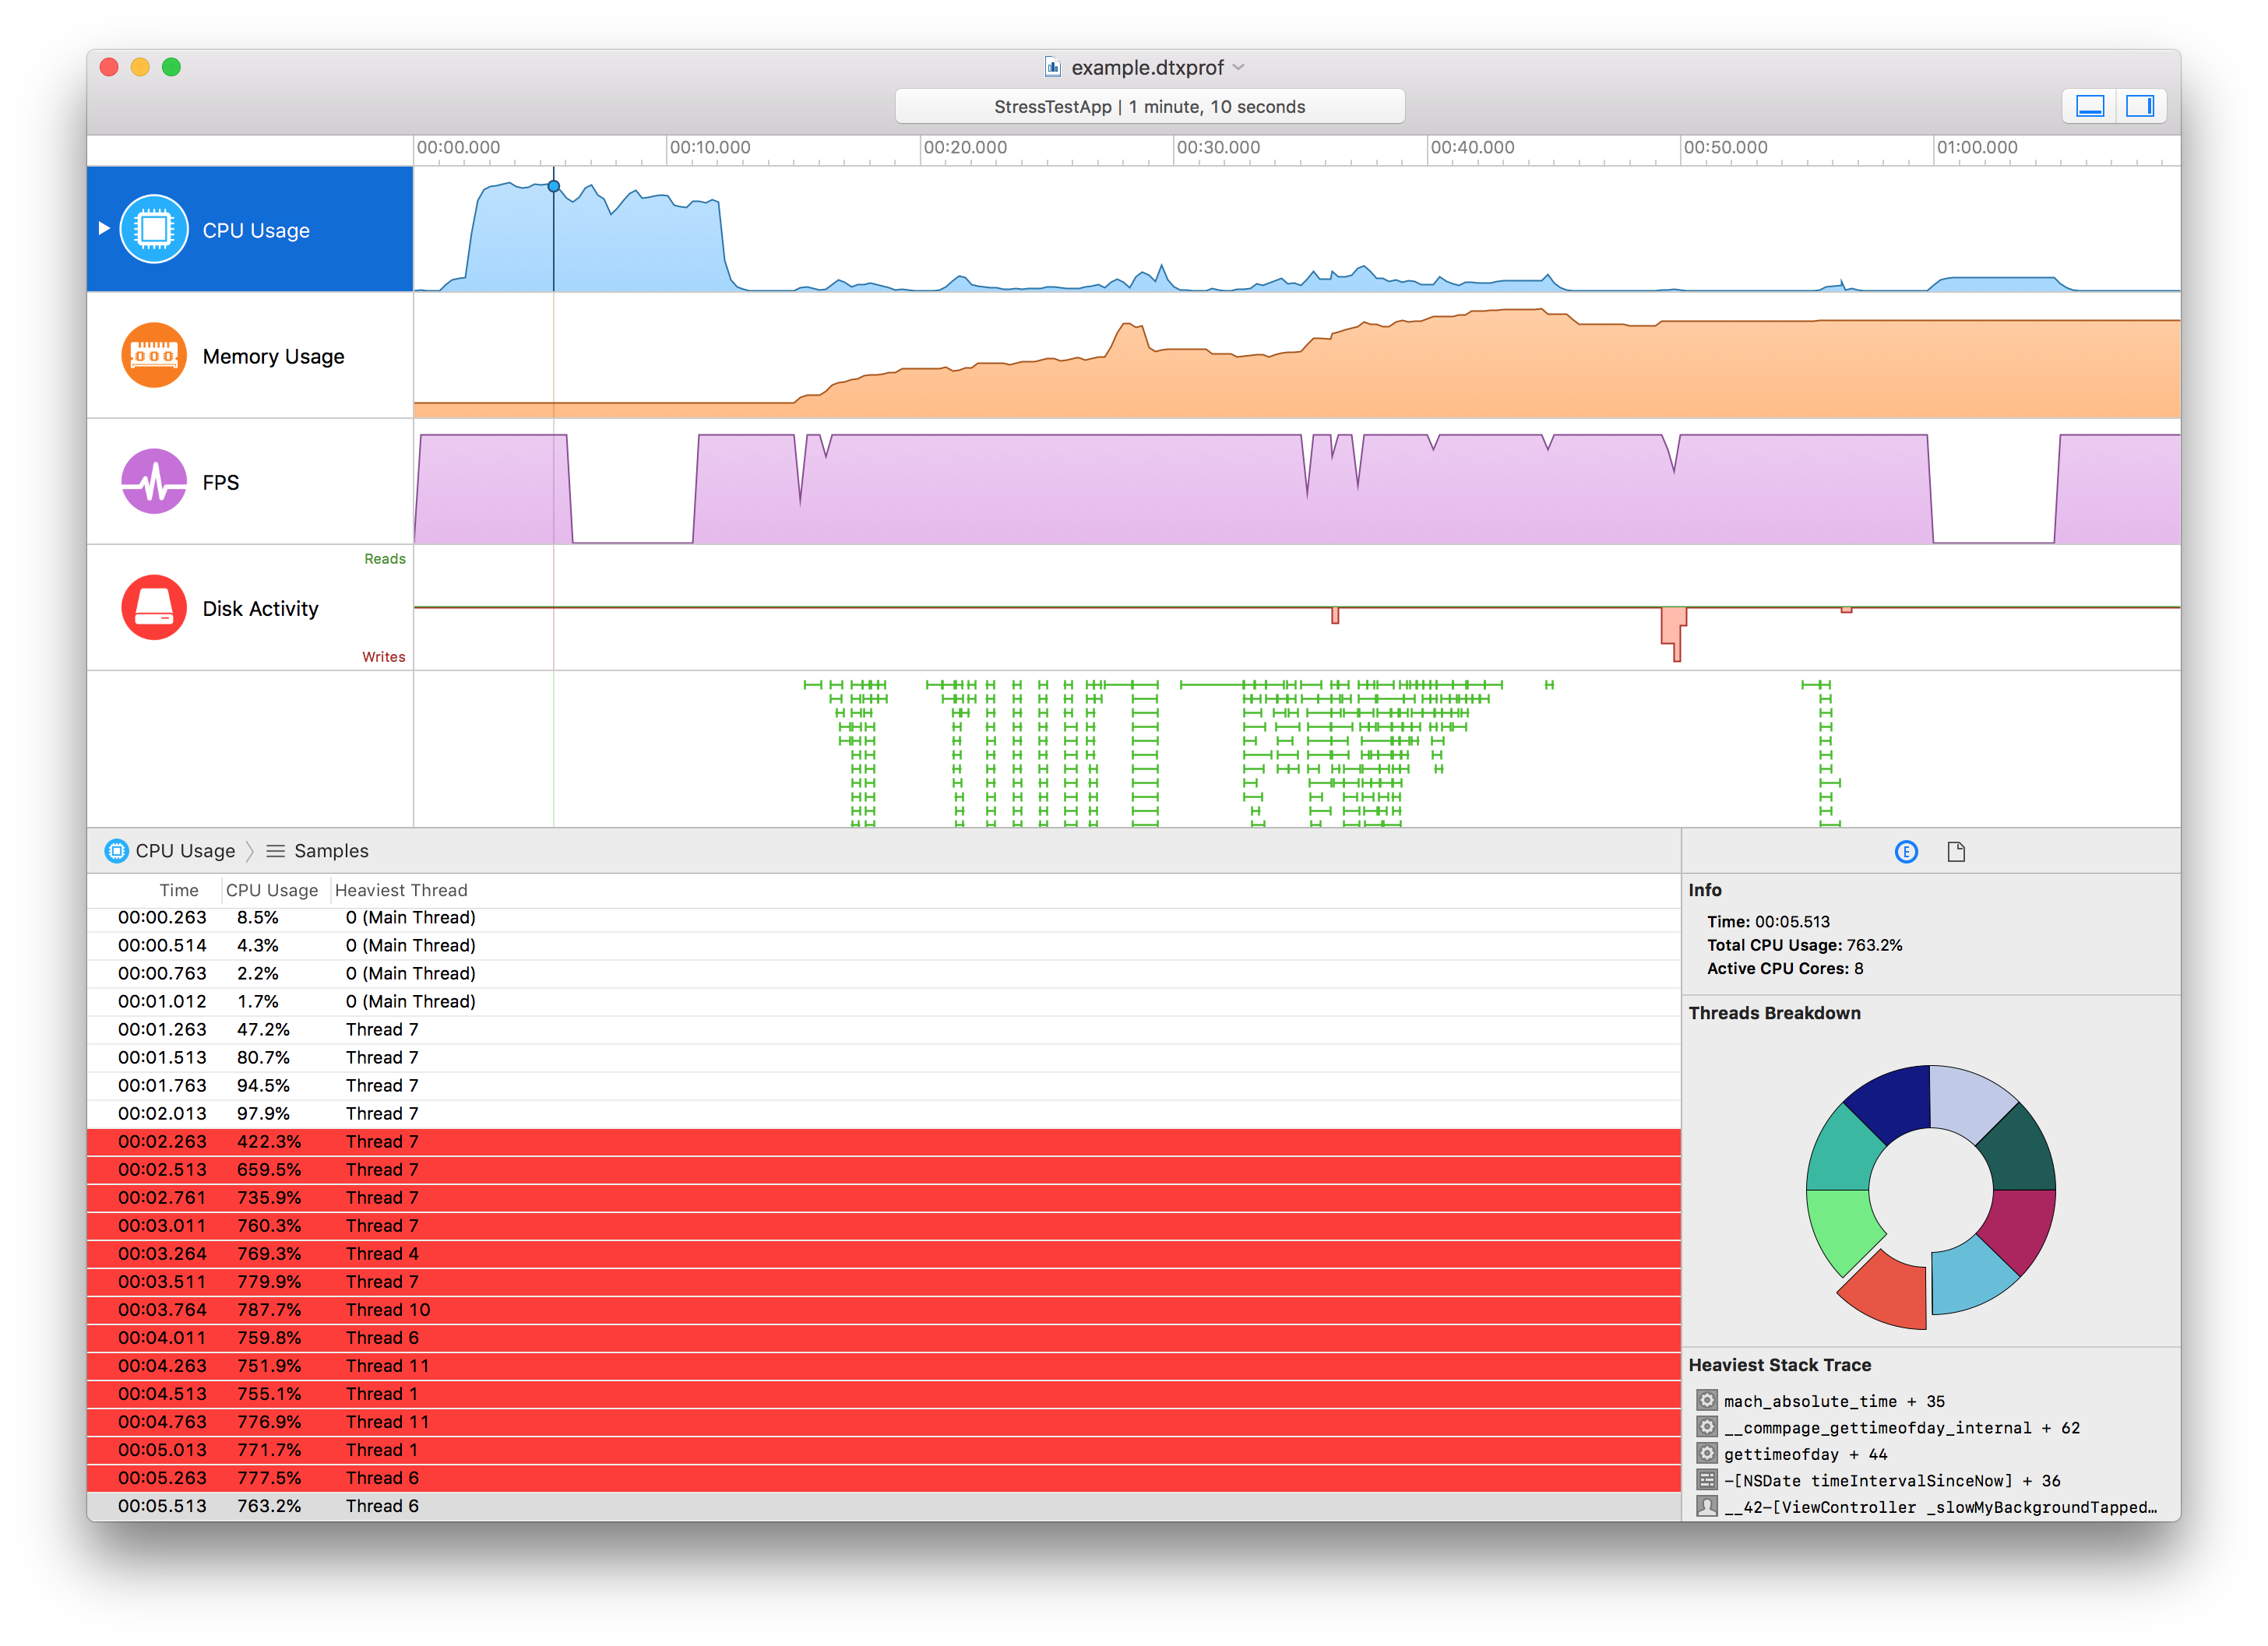 example.dtxprof
StressTestApp | 1 minute, 10 seconds
00:00.000 00:10.000 00:20.000 00:30.000 00:40.000 00:50.000 01:00.000
CPU Usage
Memory Usage
FPS
Reads
Disk Activity
Writes
CPU Usage Samples
Time CPU Usage Heaviest Thread
00:00.263 8.5% 0 (Main Thread)
00:00.514 4.3% 0 (Main Thread)
00:00.763 2.2% 0 (Main Thread)
00:01.012 1.7% 0 (Main Thread)
00:01.263 47.2% Thread 7
00:01.513 80.7% Thread 7
00:01.763 94.5% Thread 7
00:02.013 97.9% Thread 7
00:02.263 422.3% Thread 7
00:02.513 659.5% Thread 7
00:02.761 735.9% Thread 7
00:03.011 760.3% Thread 7
00:03.264 769.3% Thread 4
00:03.511 779.9% Thread 7
00:03.764 787.7% Thread 10
00:04.011 759.8% Thread 6
00:04.263 751.9% Thread 11
00:04.513 755.1% Thread 1
00:04.763 776.9% Thread 11
00:05.013 771.7% Thread 1
00:05.263 777.5% Thread 6
00:05.513 763.2% Thread 6
E
Info
Time: 00:05.513
Total CPU Usage: 763.2%
Active CPU Cores: 8
Threads Breakdown
Heaviest Stack Trace
mach_absolute_time + 35
__commpage_gettimeofday_internal + 62
gettimeofday + 44
-[NSDate timeIntervalSinceNow] + 36
__42-[ViewController _slowMyBackgroundTapped…